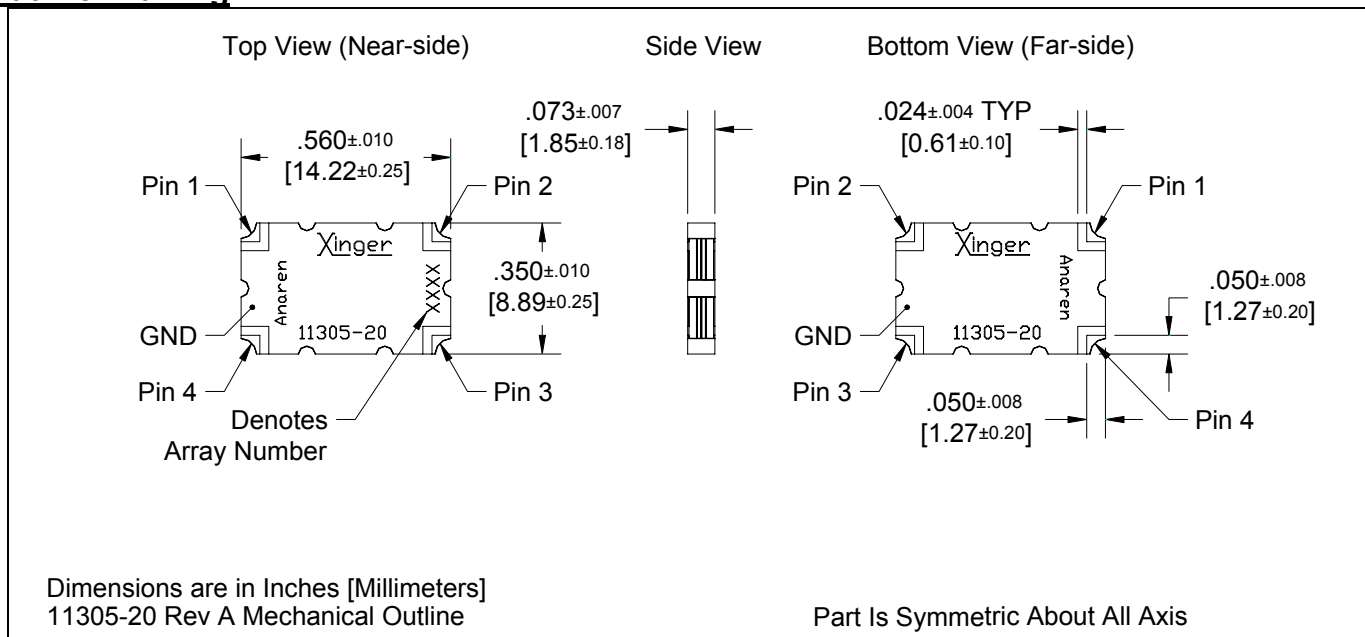 Top View (Near-side)
Side View
Bottom View (Far-side)
.560±.010
[14.22±0.25]
.073±.007
[1.85±0.18]
.024±.004 TYP
[0.61±0.10]
Pin 1
Pin 2
Pin 2
Pin 1
Xinger
Anaren
XXXX
11305-20
.350±.010
[8.89±0.25]
Xinger
Anaren
11305-20
.050±.008
[1.27±0.20]
GND
GND
Pin 4
Pin 3
Denotes
Array Number
Pin 3
.050±.008
[1.27±0.20]
Pin 4
Dimensions are in Inches [Millimeters]
11305-20 Rev A Mechanical Outline
Part Is Symmetric About All Axis